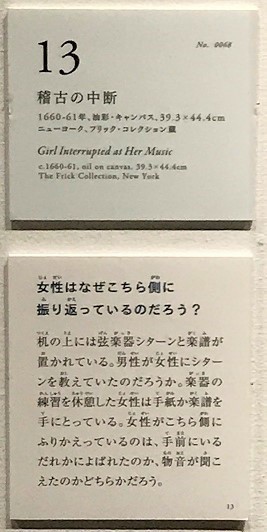 No. 0068
13
稽古の中断
1660-61年、油彩・キャンバス、39.3×44.4cm
ニューヨーク、フリック・コレクション蔵
Girl Interrupted at Her Music
c.1660-61, oil on canvas. 39.3×44.4cm
The Frick Collection, New York
女性はなぜこちら側に
振り返っているのだろう？
机の上には弦楽器シターンと楽譜が
置かれている。男性が女性にシター
ンを教えていたのだろうか。楽器の
練習を休憩した女性は手紙か楽譜を
手にとっている。女性がこちら側に
ふりかえっているのは、手前にいる
だれかによばれたのか、物音が聞こ
えたのかどちらかだろう。
13